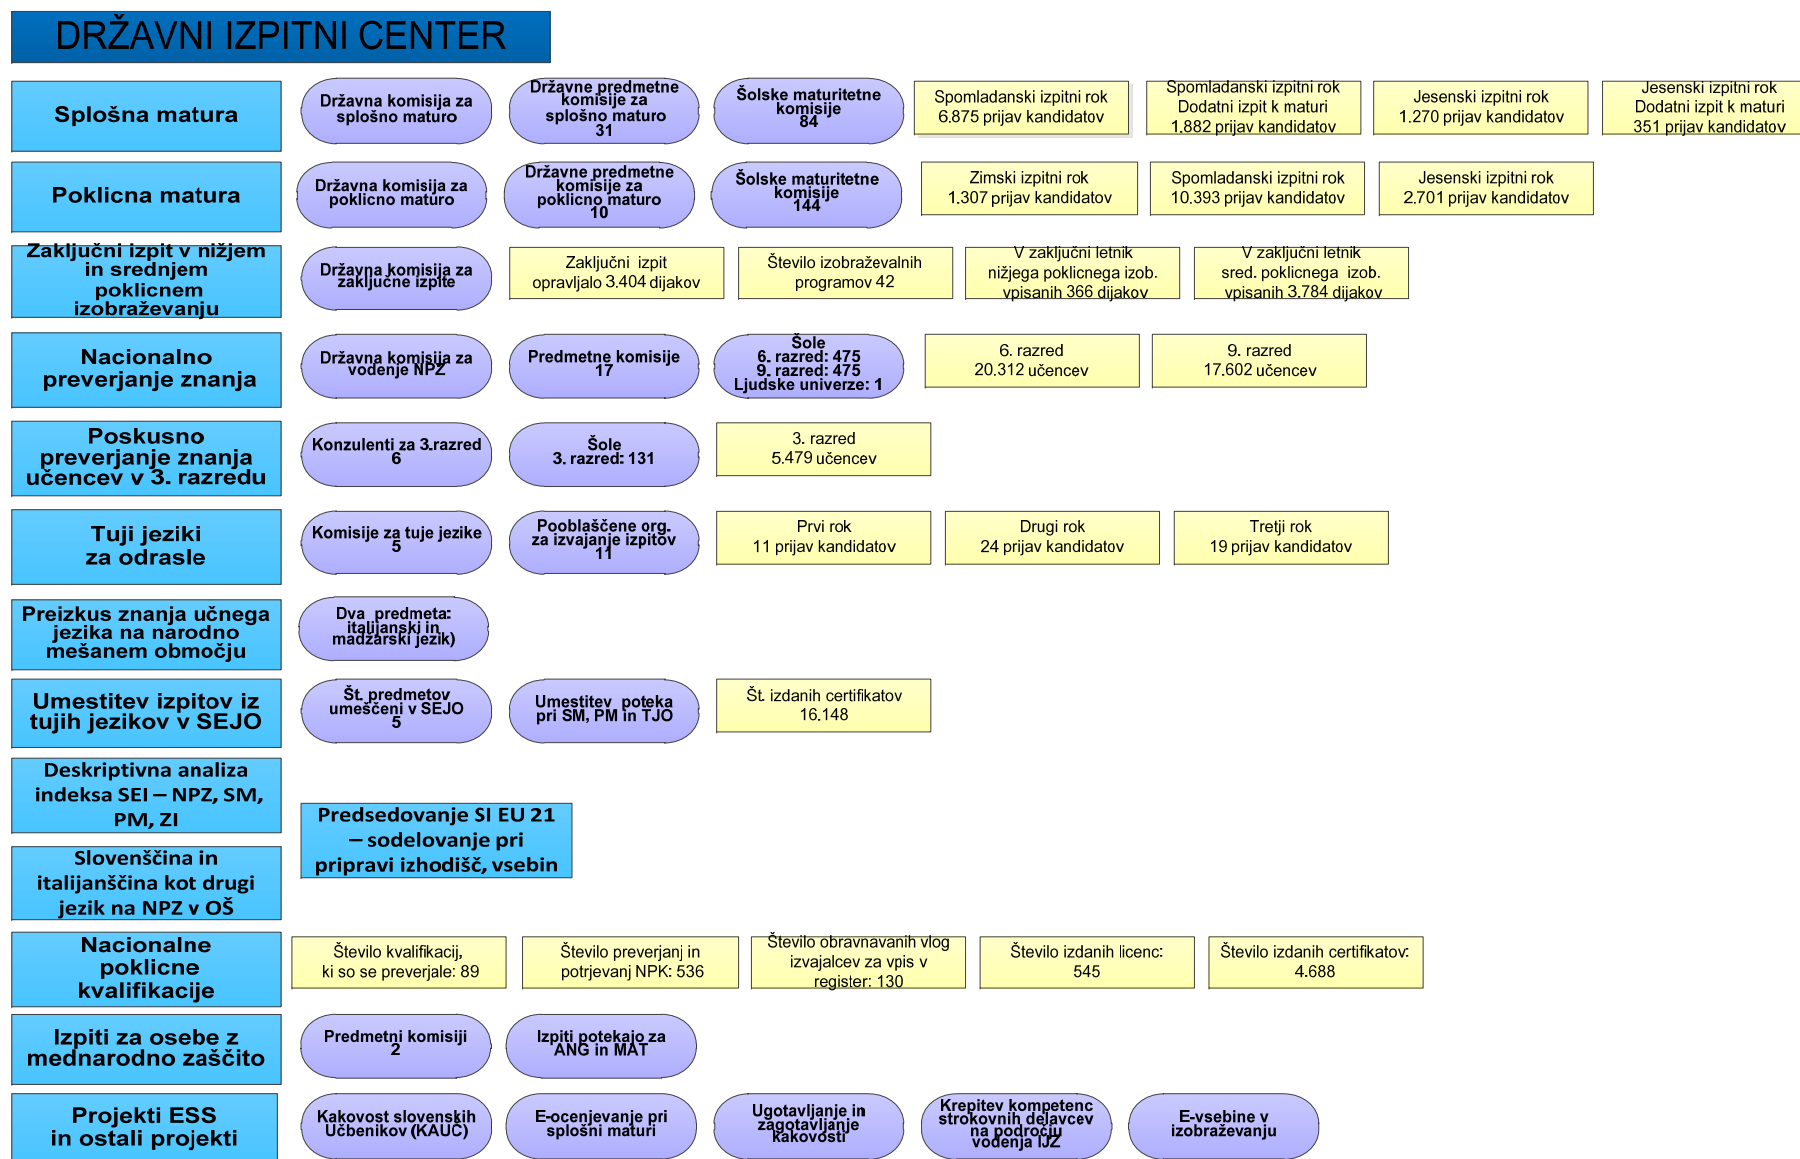 DRŽAVNI IZPITNI CENTER
Splošna matura
Državna komisija za
splošno maturo
Državne predmetne
komisije za
splošno maturo
31
Šolske maturitetne
komisije
84
Spomladanski izpitni rok
6.875 prijav kandidatov
Spomladanski izpitni rok
Dodatni izpit k maturi
1.882 prijav kandidatov
Jesenski izpitni rok
1.270 prijav kandidatov
Jesenski izpitni rok
Dodatni izpit k maturi
351 prijav kandidatov
Poklicna matura
Državna komisija za
poklicno maturo
Državne predmetne
komisije za
poklicno maturo
10
Šolske maturitetne
komisije
144
Zimski izpitni rok
1.307 prijav kandidatov
Spomladanski izpitni rok
10.393 prijav kandidatov
Jesenski izpitni rok
2.701 prijav kandidatov
Zaključni izpit v nižjem
in srednjem
poklicnem
izobraževanju
Državna komisija za
zaključne izpite
Zaključni izpit
opravljalo 3.404 dijakov
Število izobraževalnih
programov 42
V zaključni letnik
nižjega poklicnega izob.
vpisanih 366 dijakov
V zaključni letnik
sred. poklicnega izob.
vpisanih 3.784 dijakov
Nacionalno
preverjanje znanja
Državna komisija za
vodenje NPZ
Predmetne komisije
17
Šole
6. razred: 475
9. razred: 475
Ljudske univerze: 1
6. razred
20.312 učencev
9. razred
17.602 učencev
Poskusno
preverjanje znanja
učencev v 3. razredu
Konzulenti za 3.razred
6
Šole
3. razred: 131
3. razred
5.479 učencev
Tuji jeziki
za odrasle
Komisije za tuje jezike
5
Pooblaščene org.
za izvajanje izpitov
11
Prvi rok
11 prijav kandidatov
Drugi rok
24 prijav kandidatov
Tretji rok
19 prijav kandidatov
Preizkus znanja učnega
jezika na narodno
mešanem območju
Dva predmeta:
italijanski in
madžarski jezik)
Umestitev izpitov iz
tujih jezikov v SEJO
Št. predmetov
umeščeni v SEJO
5
Umestitev poteka
pri SM, PM in TJO
Št. izdanih certifikatov
16.148
Deskriptivna analiza
indeksa SEI – NPZ, SM,
PM, ZI
Predsedovanje SI EU 21
– sodelovanje pri
pripravi izhodišč, vsebin
Slovenščina in
italijanščina kot drugi
jezik na NPZ v OŠ
Nacionalne
poklicne
kvalifikacije
Število kvalifikacij,
ki so se preverjale: 89
Število preverjanj in
potrjevanj NPK: 536
Število obravnavanih vlog
izvajalcev za vpis v
register: 130
Število izdanih licenc:
545
Število izdanih certifikatov:
4.688
Izpiti za osebe z
mednarodno zaščito
Predmetni komisiji
2
Izpiti potekajo za
ANG in MAT
Projekti ESS
in ostali projekti
Kakovost slovenskih
Učbenikov (KAUČ)
E-ocenjevanje pri
splošni maturi
Ugotavljanje in
zagotavljanje
kakovosti
Krepitev kompetenc
strokovnih delavcev
na področju
vodenja IJZ
E-vsebine v
izobraževanju